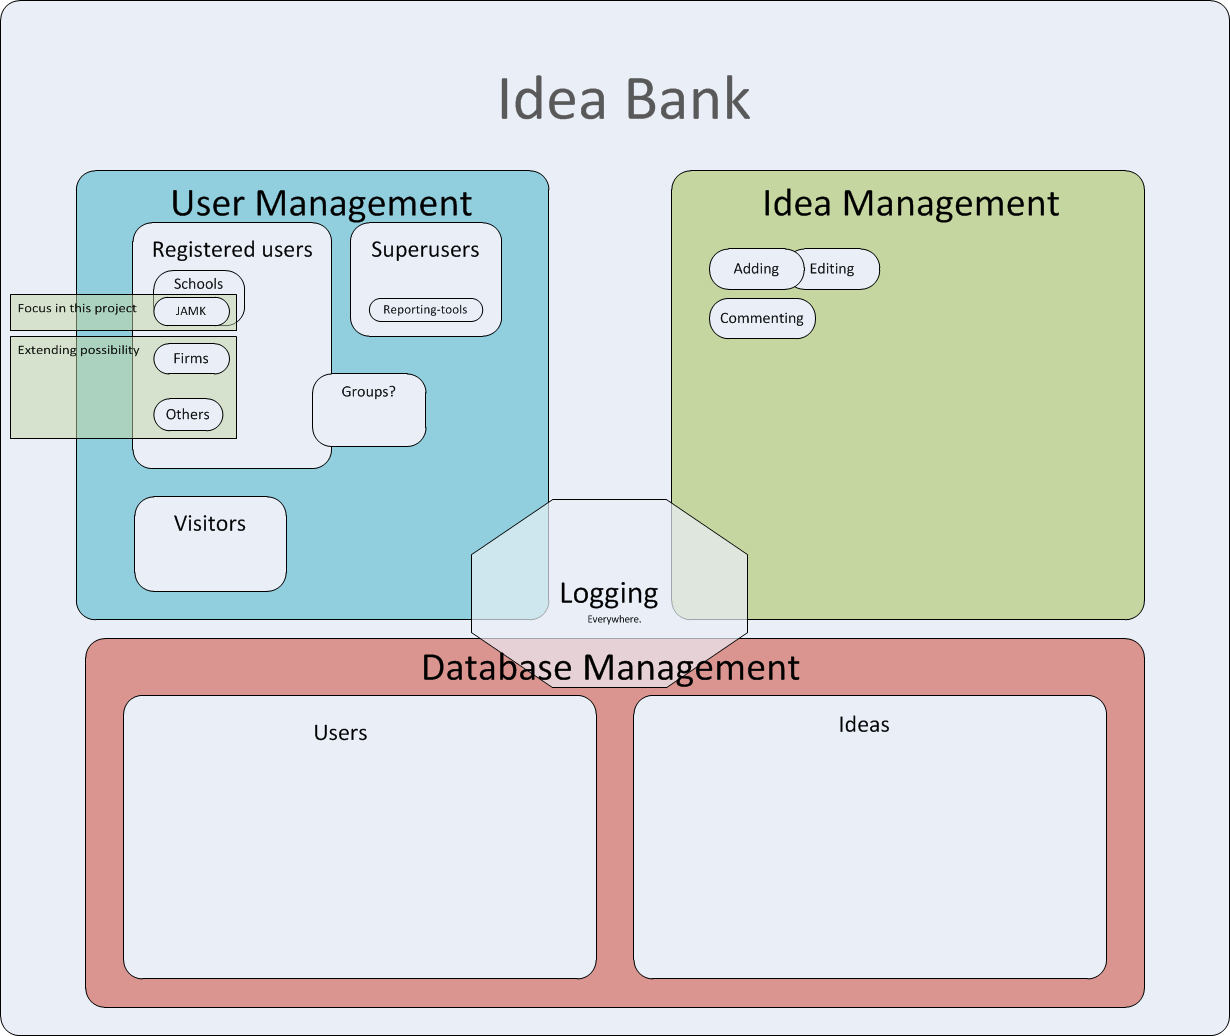 Idea Bank
User Management
Registered users
Schools
Focus in this project
JAMK
Extending possibility
Firms
Others
Superusers
Reporting-tools
Groups?
Visitors
Idea Management
Adding
Editing
Commenting
Logging
Everywhere.
Database Management
Users
Ideas